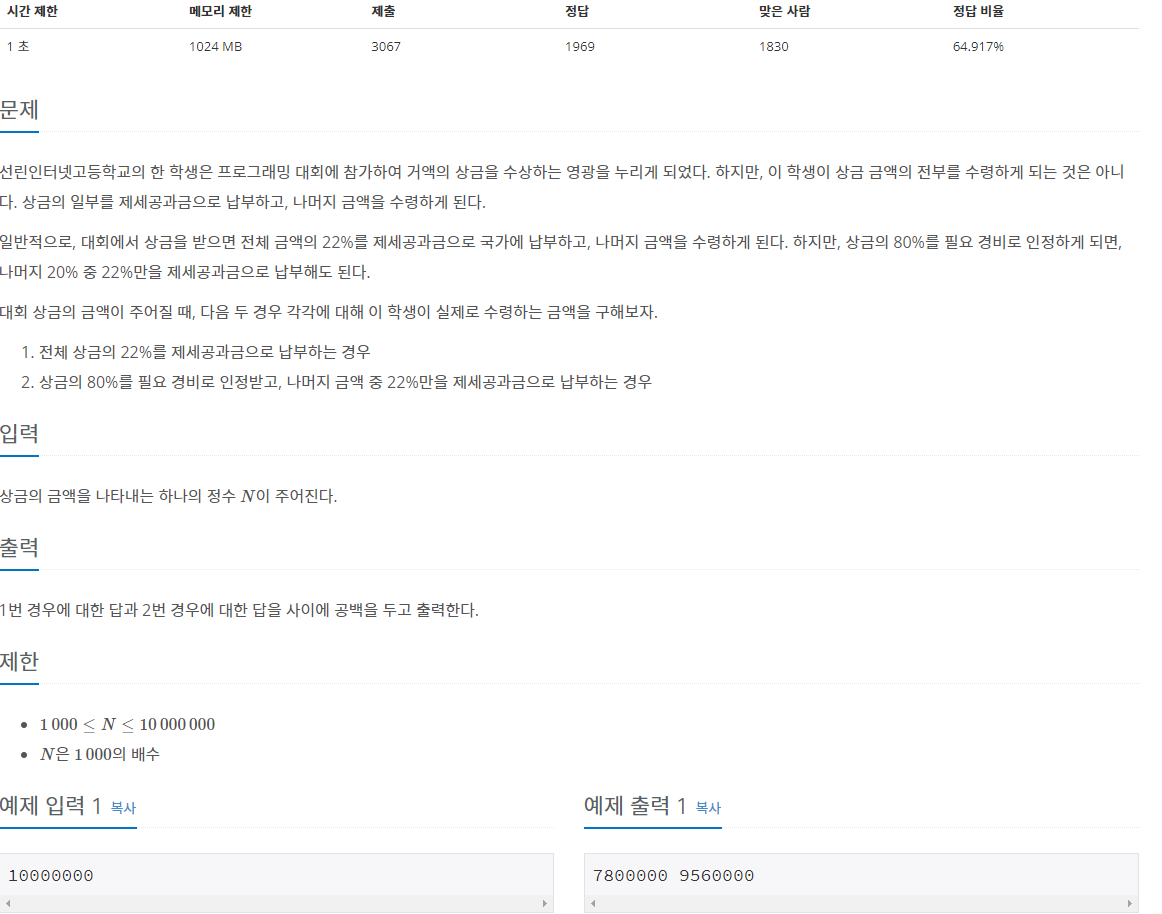 시간 제한 메모리 제한 제출 정답 맞은 사람 정답 비율
1 초 1024 MB 3067 1969 1830 64.917%
문제
선린인터넷고등학교의 한 학생은 프로그래밍 대회에 참가하여 거액의 상금을 수상하는 영광을 누리게 되었다. 하지만, 이 학생이 상금 금액의 전부를 수령하게 되는 것은 아니
다. 상금의 일부를 제세공과금으로 납부하고, 나머지 금액을 수령하게 된다.
일반적으로, 대회에서 상금을 받으면 전체 금액의 22%를 제세공과금으로 국가에 납부하고, 나머지 금액을 수령하게 된다. 하지만, 상금의 80%를 필요 경비로 인정하게 되면,
나머지 20% 중 22%만을 제세공과금으로 납부해도 된다.
대회 상금의 금액이 주어질 때, 다음 두 경우 각각에 대해 이 학생이 실제로 수령하는 금액을 구해보자.
1. 전체 상금의 22%를 제세공과금으로 납부하는 경우
2. 상금의 80%를 필요 경비로 인정받고, 나머지 금액 중 22%만을 제세공과금으로 납부하는 경우
입력
상금의 금액을 나타내는 하나의 정수 N이 주어진다.
출력
1번 경우에 대한 답과 2번 경우에 대한 답을 사이에 공백을 두고 출력한다.
제한
• 1 000 ≤ N ≤ 10 000 000
• N은 1 000의 배수
예제 입력 1 복사 예제 출력 1 복사
10000000 7800000 9560000